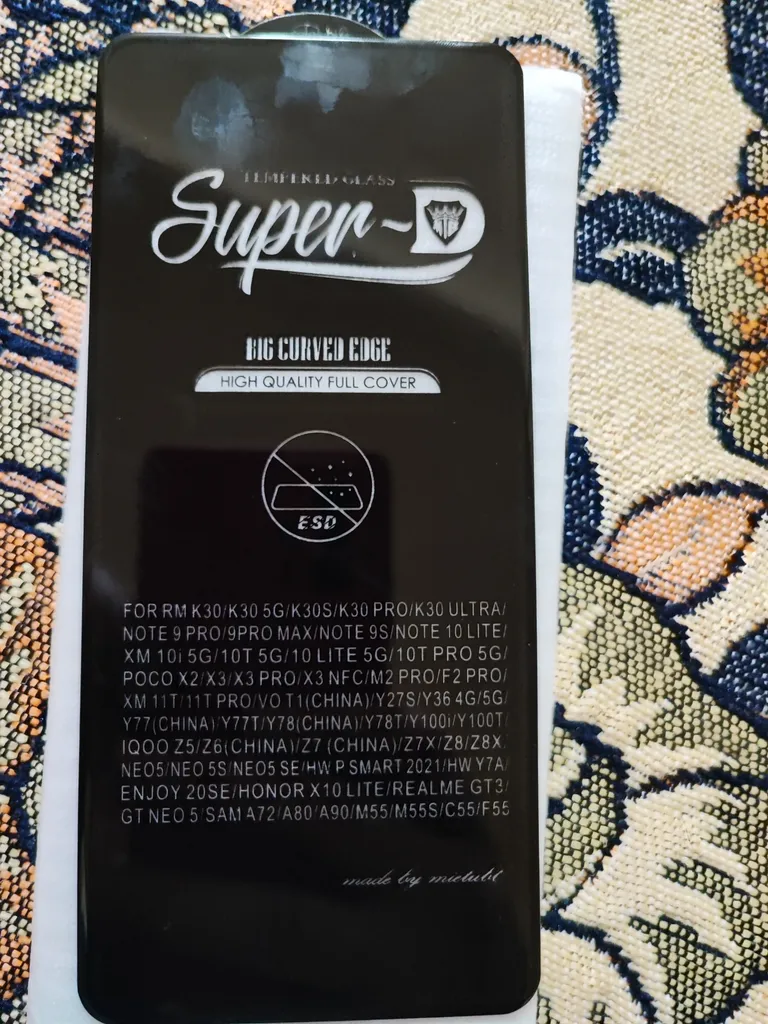 TEMPERED GLASS
Super-D
BIG CURVED EDGE
HIGH QUALITY FULL COVER
ESD
FOR RM K30/K30 5G/K30S/K30 PRO/K30 ULTRA/
NOTE 9 PRO/9PRO MAX/NOTE 9S/NOTE 10 LITE/
XM 10i 5G/10T 5G/10 LITE 5G/10T PRO 5G/
POCO X2/X3/X3 PRO/X3 NFC/M2 PRO/F2 PRO/
XM 11T/11T PRO/VO T1(CHINA)/Y27S/Y36 4G/5G/
Y77(CHINA)/Y77T/Y78(CHINA)/Y78T/Y100i/Y100T/
IQOO Z5/Z6(CHINA)/Z7 (CHINA)/Z7X/Z8/Z8X/
NEO5/NEO 5S/NEO5 SE/HW P SMART 2021/HW Y7A/
ENJOY 20SE/HONOR X10 LITE/REALME GT3/
GT NEO 5/SAM A72/A80/A90/M55/M55S/C55/F55
made by mietubl